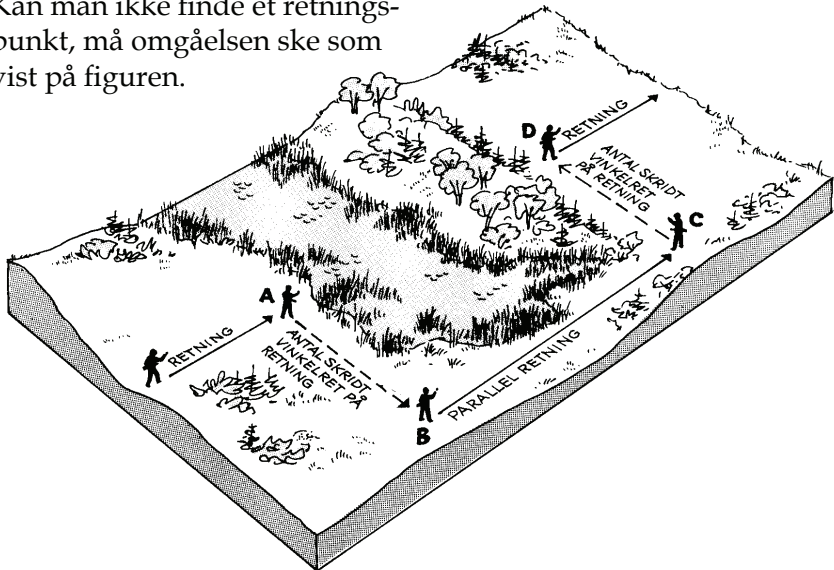 Kan man ikke finde et retnings-
punkt, må omgåelsen ske som
vist på figuren.
D
RETNING
ANTAL SKRIDT
VINKELRET
PÅ RETNING
C
A
RETNING
ANTAL SKRIDT
VINKELRET PÅ
RETNING
B
PARALLEL RETNING